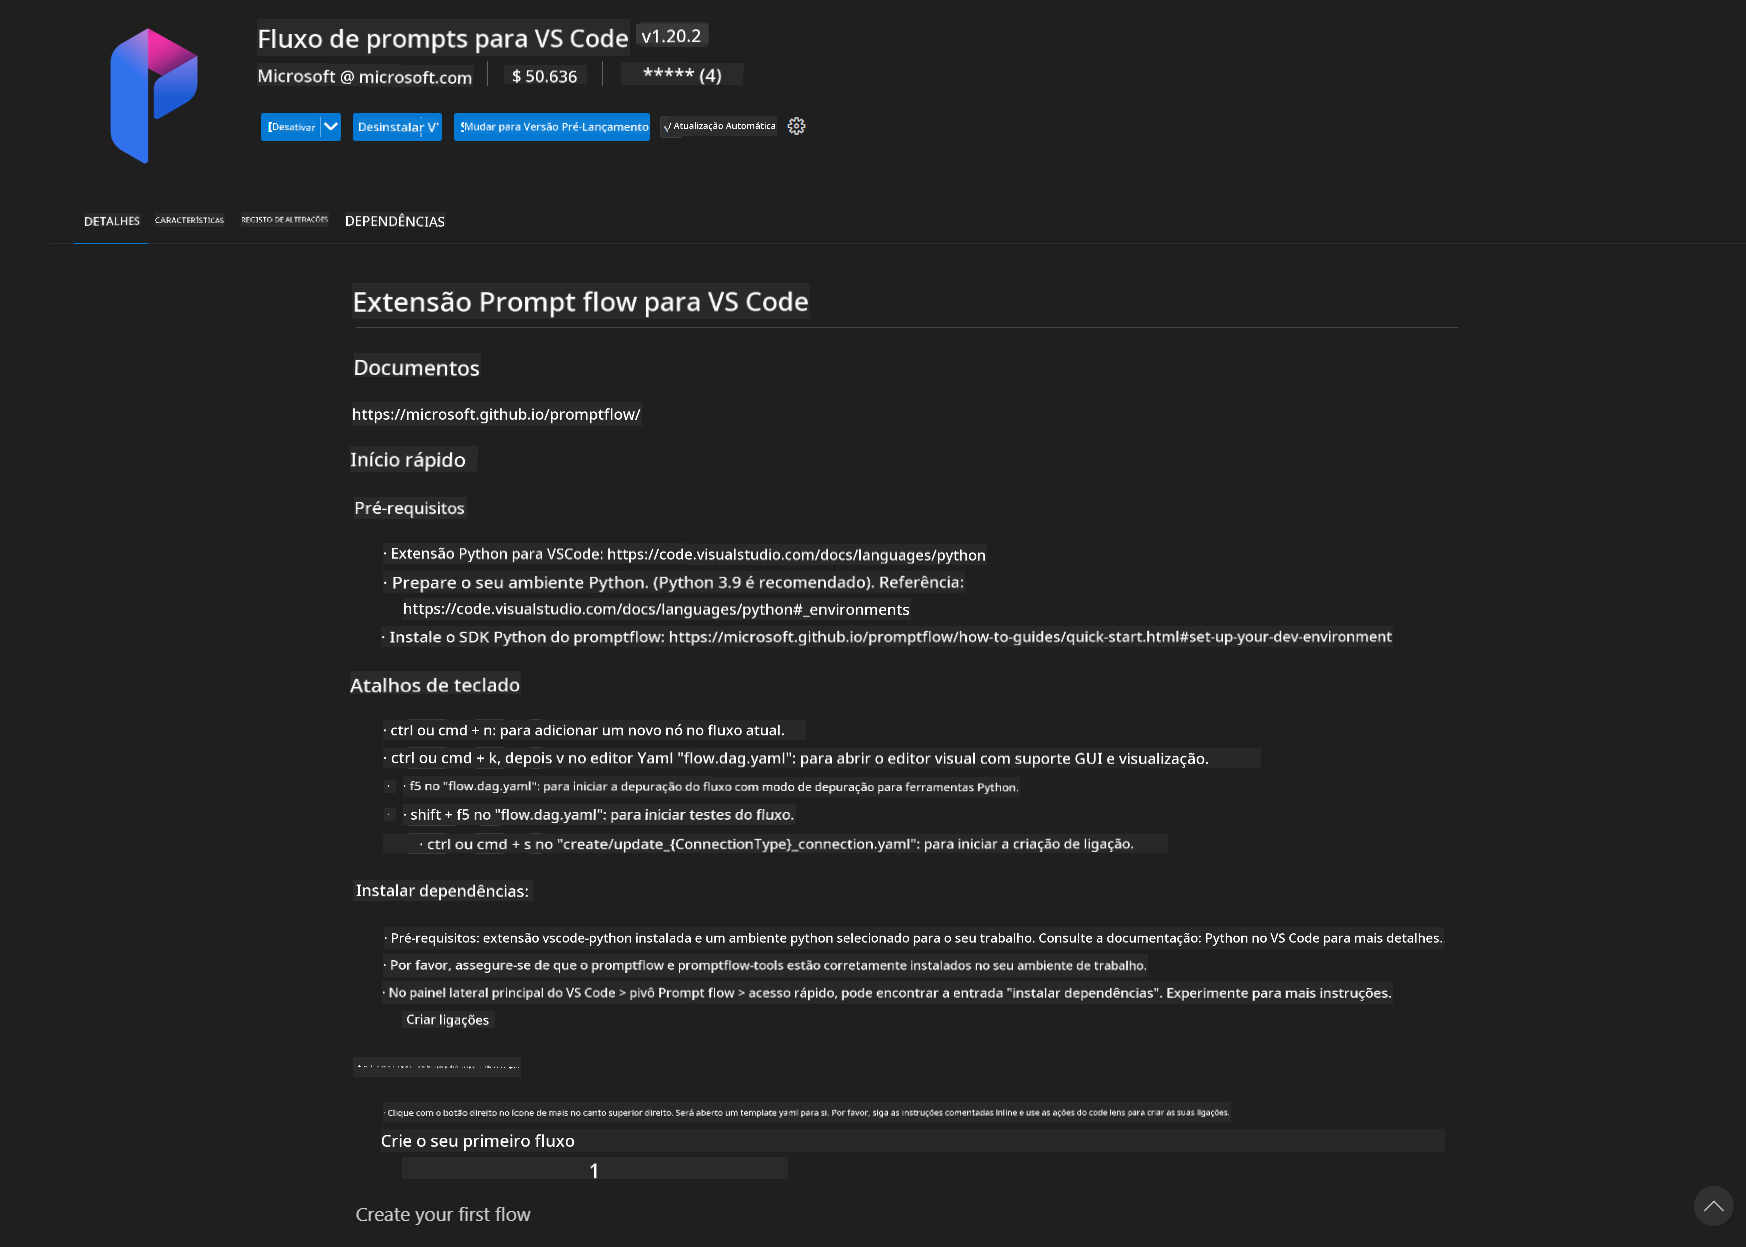 Fluxo de prompts para VS Code v1.20.2
Microsoft @ microsoft.com $ 50.636 ***** (4)
Desativar Desinstalar Mudar para Versão Pré-Lançamento √ Atualização Automática
DETALHES CARACTERÍSTICAS REGISTO DE ALTERAÇÕES DEPENDÊNCIAS
Extensão Prompt flow para VS Code
Documentos
https://microsoft.github.io/promptflow/
Início rápido
Pré-requisitos
· Extensão Python para VSCode: https://code.visualstudio.com/docs/languages/python
· Prepare o seu ambiente Python. (Python 3.9 é recomendado). Referência:
https://code.visualstudio.com/docs/languages/python#_environments
· Instale o SDK Python do promptflow: https://microsoft.github.io/promptflow/how-to-guides/quick-start.html#set-up-your-dev-environment
Atalhos de teclado
· ctrl ou cmd + n: para adicionar um novo nó no fluxo atual.
· ctrl ou cmd + k, depois v no editor Yaml "flow.dag.yaml": para abrir o editor visual com suporte GUI e visualização.
· f5 no "flow.dag.yaml": para iniciar a depuração do fluxo com modo de depuração para ferramentas Python.
· shift + f5 no "flow.dag.yaml": para iniciar testes do fluxo.
· ctrl ou cmd + s no "create/update_{ConnectionType}_connection.yaml": para iniciar a criação de ligação.
Instalar dependências:
· Pré-requisitos: extensão vscode-python instalada e um ambiente python selecionado para o seu trabalho. Consulte a documentação: Python no VS Code para mais detalhes.
· Por favor, assegure-se de que o promptflow e promptflow-tools estão corretamente instalados no seu ambiente de trabalho.
· No painel lateral principal do VS Code > pivô Prompt flow > acesso rápido, pode encontrar a entrada "instalar dependências". Experimente para mais instruções.
Criar ligações
· Clique com o botão direito no ícone de mais no canto superior direito. Será aberto um template yaml para si. Por favor, siga as instruções comentadas inline e use as ações do code lens para criar as suas ligações.
Crie o seu primeiro fluxo
1
Create your first flow